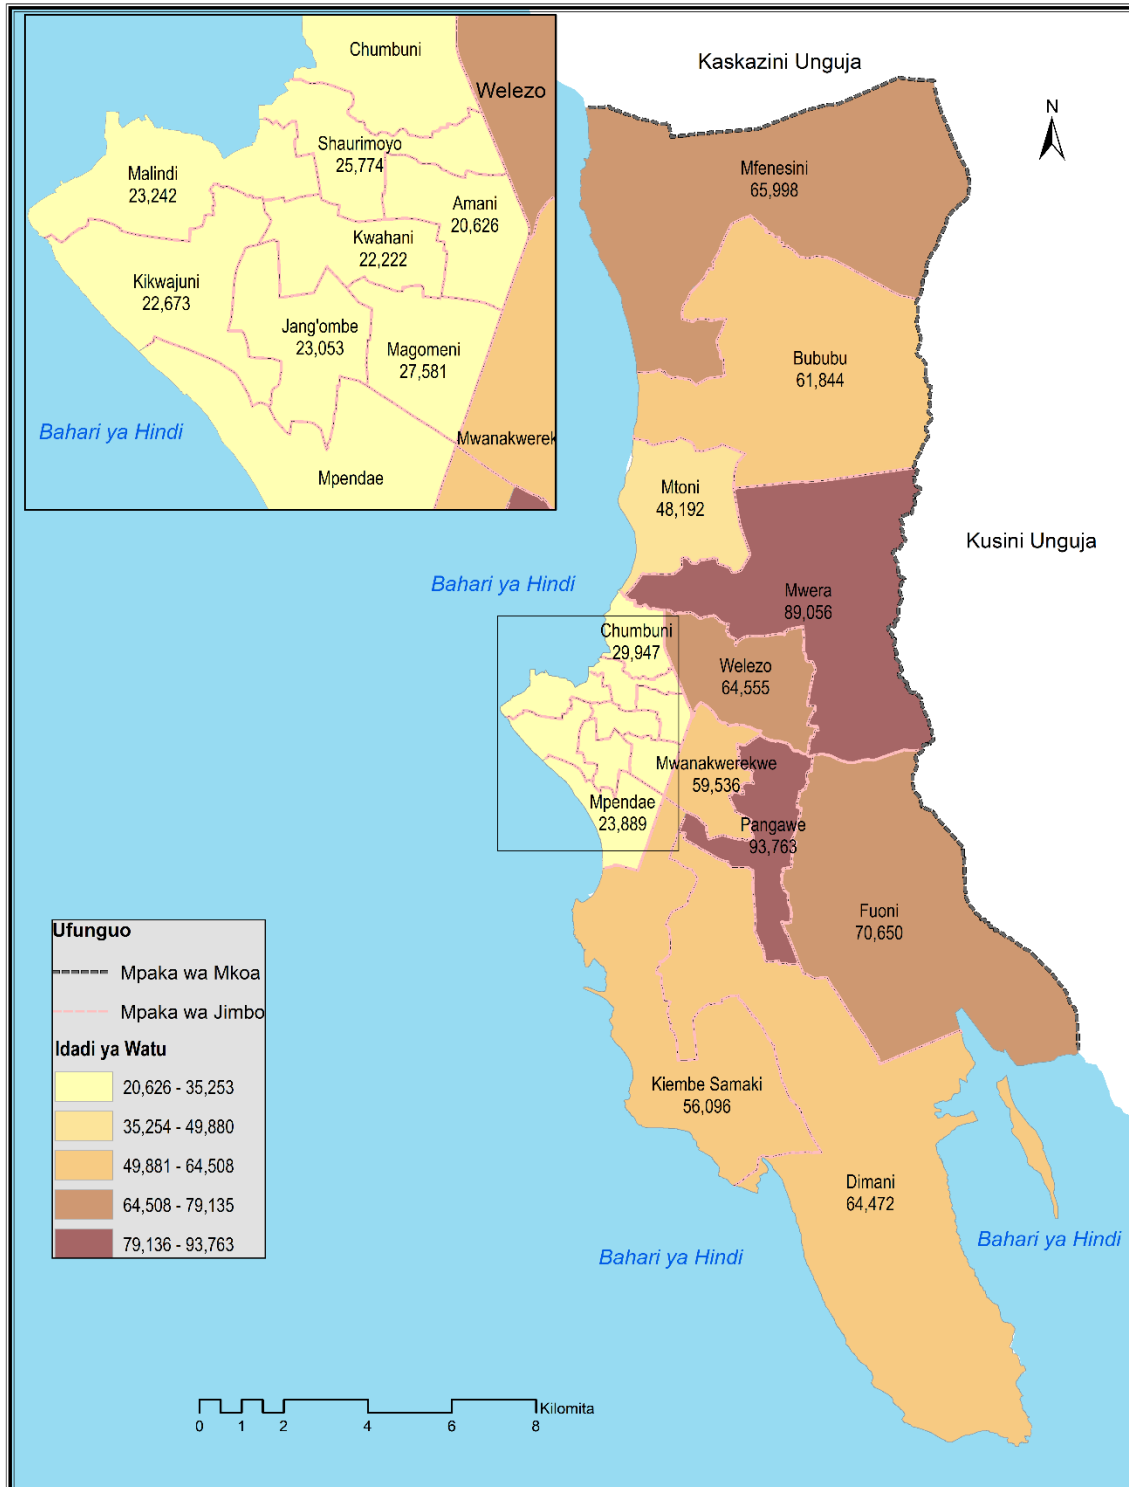 Chumbuni
Welezo
Shaurimoyo
25,774
Malindi
23,242
Amani
20,626
Kwahani
22,222
Kikwajuni
22,673
Jang'ombe
23,053
Magomeni
27,581
Bahari ya Hindi
Mwanakwerek
Mpendae
Kaskazini Unguja
N
Mfenesini
65,998
Bububu
61,844
Mtoni
48,192
Kusini Unguja
Bahari ya Hindi
Mwera
89,056
Chumbuni
29,947
Welezo
64,555
Mwanakwerekwe
59,536
Mpendae
23,889
Pangawe
93,763
Fuoni
70,650
Kiembe Samaki
56,096
Dimani
64,472
Bahari ya Hindi
Bahari ya Hindi
Ufunguo
Mpaka wa Mkoa
Mpaka wa Jimbo
Idadi ya Watu
20,626 - 35,253
35,254 - 49,880
49,881 - 64,508
64,508 - 79,135
79,136 - 93,763
Kilomita
0 1 2 4 6 8